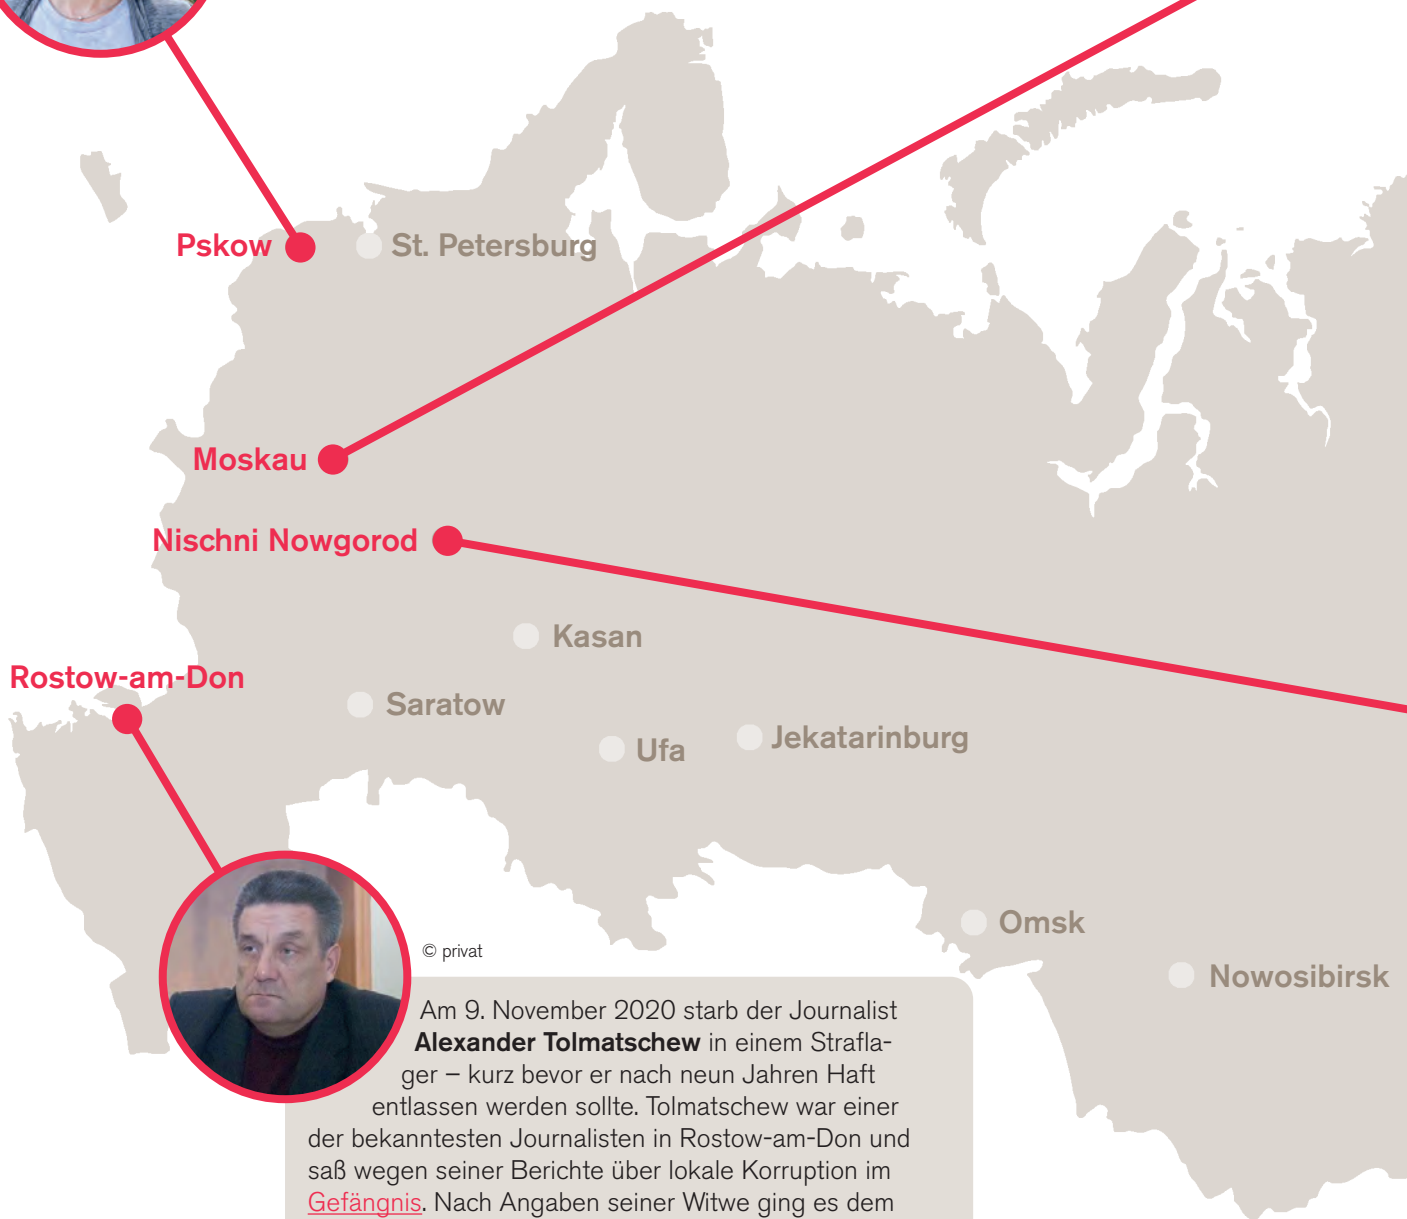 Pskow
St. Petersburg
Moskau
Nischni Nowgorod
Kasan
Rostow-am-Don
Saratow
Ufa
Jekatarinburg
Omsk
© privat
Nowosibirsk
Am 9. November 2020 starb der Journalist
Alexander Tolmatschew in einem Strafla-
ger – kurz bevor er nach neun Jahren Haft
entlassen werden sollte. Tolmatschew war einer
der bekanntesten Journalisten in Rostow-am-Don und
saß wegen seiner Berichte über lokale Korruption im
Gefängnis. Nach Angaben seiner Witwe ging es dem